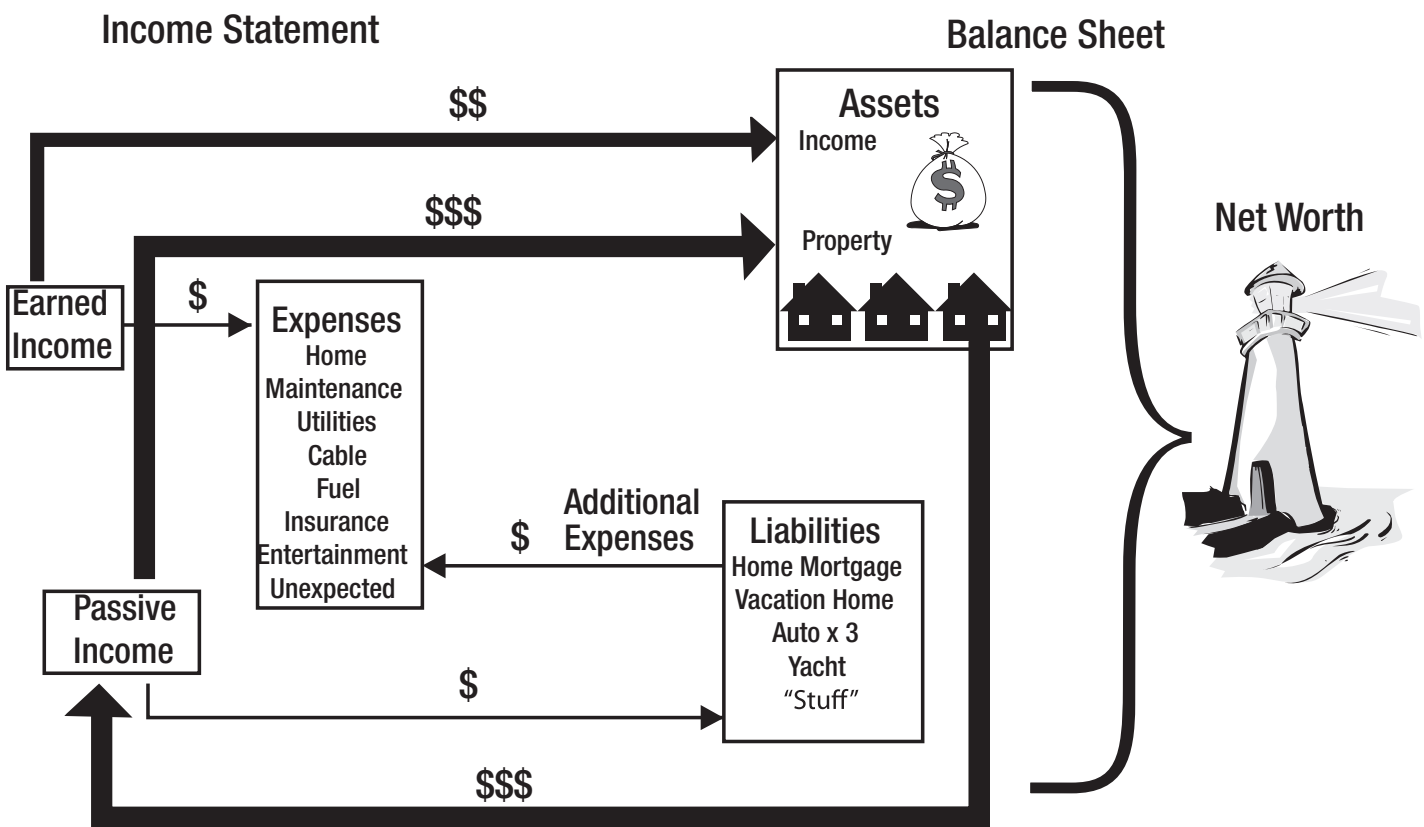 Income Statement
Balance Sheet
$$
Assets
Income
$
Property
$$$
Net Worth
Earned
Income
$
Expenses
Home
Maintenance
Utilities
Cable
Fuel
Insurance
Entertainment
Unexpected
Additional
$ Expenses
Liabilities
Home Mortgage
Vacation Home
Auto x 3
Yacht
“Stuff”
Passive
Income
$
$$$